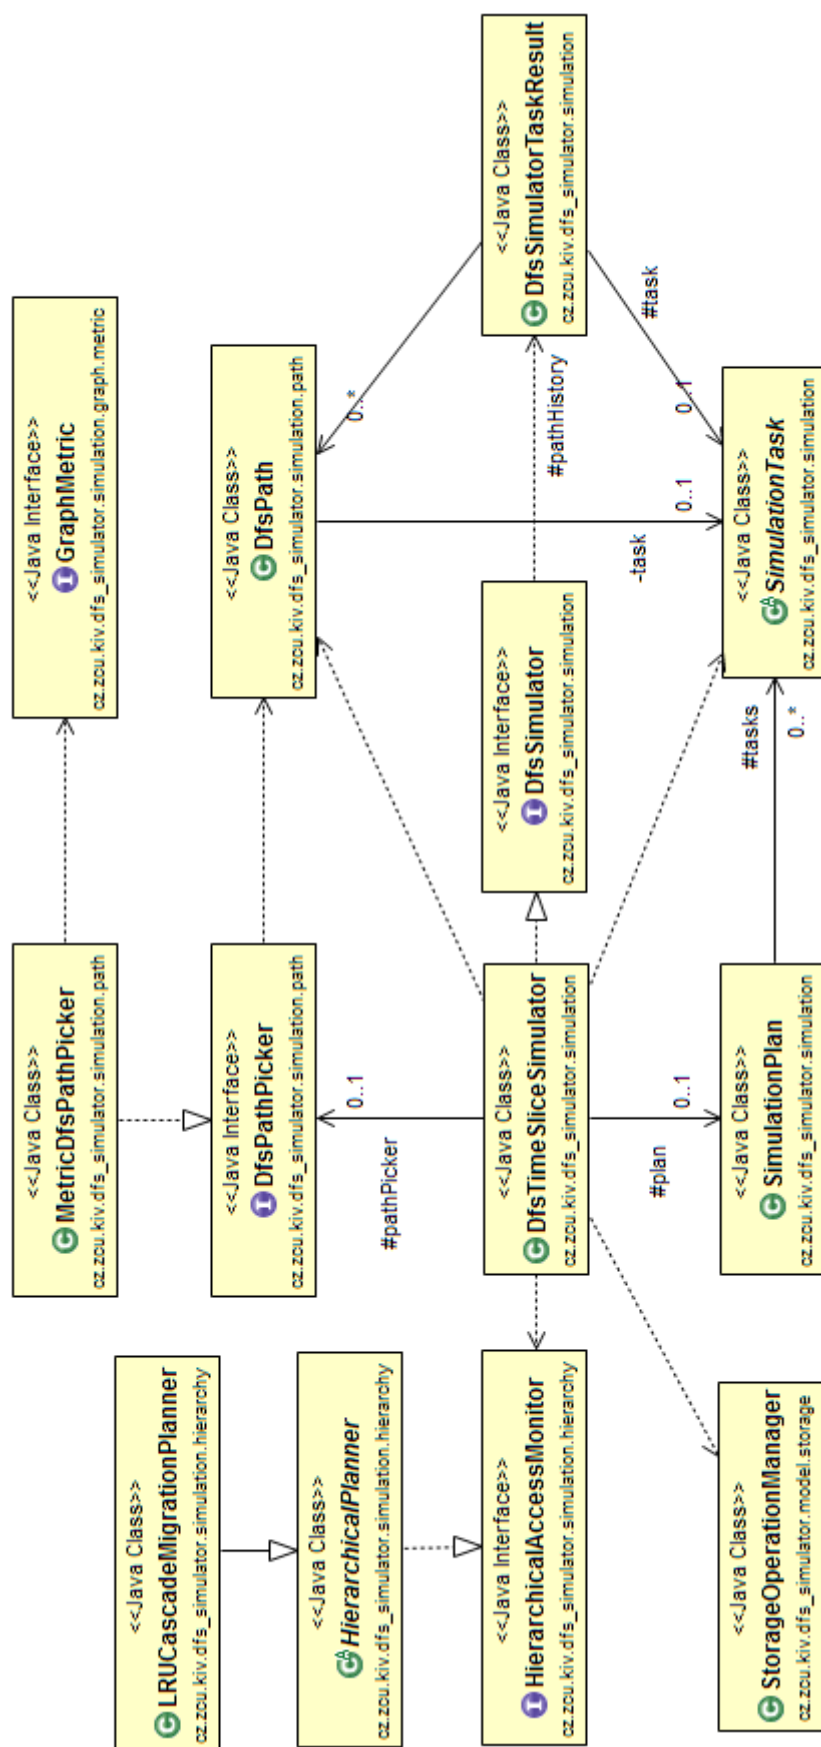 <<Java Class>>
C MetricDfsPathPicker
cz.zcu.kiv.dfs_simulator.simulation.path
<<Java Interface>>
I GraphMetric
cz.zcu.kiv.dfs_simulator.simulation.graph.metric
<<Java Class>>
C LRUCascadeMigrationPlanner
cz.zcu.kiv.dfs_simulator.simulation.hierarchy
<<Java Interface>>
I DfsPathPicker
cz.zcu.kiv.dfs_simulator.simulation.path
<<Java Class>>
C DfsPath
cz.zcu.kiv.dfs_simulator.simulation.path
<<Java Class>>
CA HierarchicalPlanner
cz.zcu.kiv.dfs_simulator.simulation.hierarchy
0..1
0..*
#pathPicker
<<Java Interface>>
I HierarchicalAccessMonitor
cz.zcu.kiv.dfs_simulator.simulation.hierarchy
<<Java Class>>
C DfsTimeSliceSimulator
cz.zcu.kiv.dfs_simulator.simulation
<<Java Interface>>
I DfsSimulator
cz.zcu.kiv.dfs_simulator.simulation
<<Java Class>>
C DfsSimulatorTaskResult
cz.zcu.kiv.dfs_simulator.simulation
#pathHistory
-task
#task
#plan
0..1
0..1
0..1
<<Java Class>>
C StorageOperationManager
cz.zcu.kiv.dfs_simulator.model.storage
<<Java Class>>
C SimulationPlan
cz.zcu.kiv.dfs_simulator.simulation
#tasks
0..*
<<Java Class>>
CA SimulationTask
cz.zcu.kiv.dfs_simulator.simulation